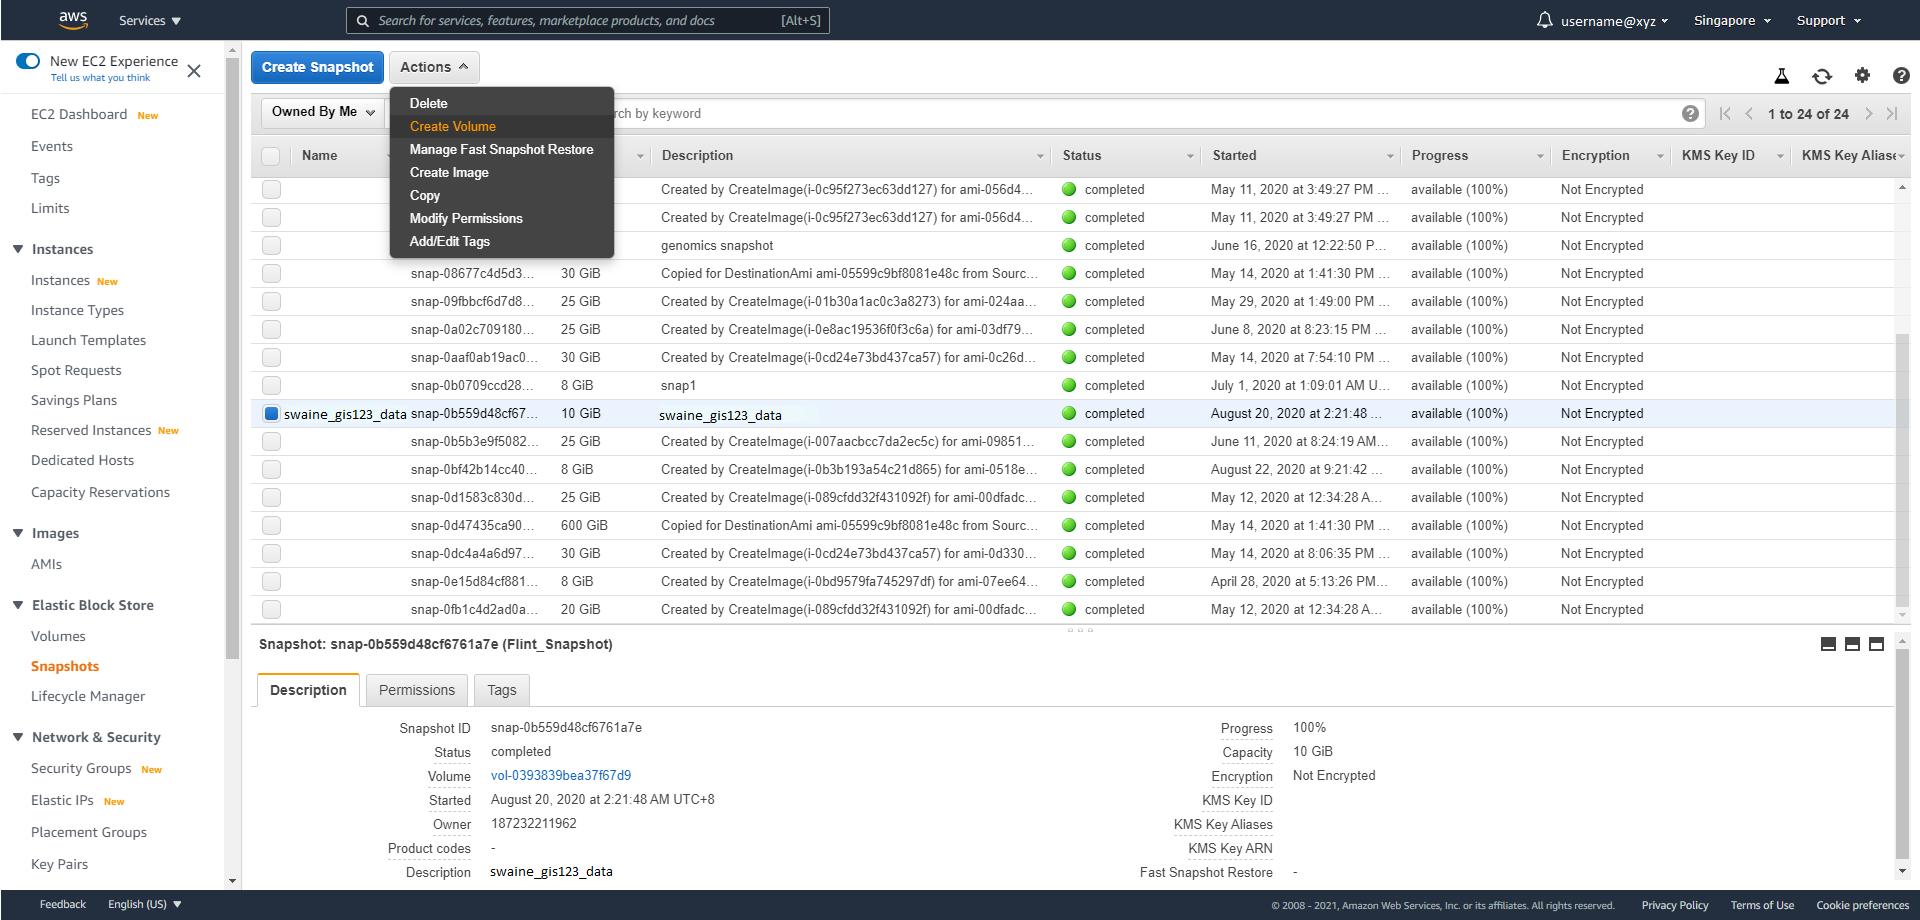 aws Services Search for services, features, marketplace products, and docs [Alt+S] username@xyz Singapore Support
New EC2 Experience
Tell us what you think
EC2 Dashboard New
Events
Tags
Limits
Instances
Instances New
Instance Types
Launch Templates
Spot Requests
Savings Plans
Reserved Instances New
Dedicated Hosts
Capacity Reservations
Images
AMIs
Elastic Block Store
Volumes
Snapshots
Lifecycle Manager
Network & Security
Security Groups New
Elastic IPs New
Placement Groups
Key Pairs
Create Snapshot Actions
Owned By Me by keyword 1 to 24 of 24
Delete
Create Volume
Manage Fast Snapshot Restore
Create Image
Copy
Modify Permissions
Add/Edit Tags
Name Description Status Started Progress Encryption KMS Key ID KMS Key Aliase
Created by CreateImage(i-0c95f273ec63dd127) for ami-056d4... completed May 11, 2020 at 3:49:27 PM ... available (100%) Not Encrypted
Created by CreateImage(i-0c95f273ec63dd127) for ami-056d4... completed May 11, 2020 at 3:49:27 PM ... available (100%) Not Encrypted
genomics snapshot completed June 16, 2020 at 12:22:50 P... available (100%) Not Encrypted
snap-08677c4d5d3... 30 GiB Copied for DestinationAmi ami-05599c9bf8081e48c from Sourc... completed May 14, 2020 at 1:41:30 PM ... available (100%) Not Encrypted
snap-09fbbcf6d7d8... 25 GiB Created by CreateImage(i-01b30a1ac0c3a8273) for ami-024aa... completed May 29, 2020 at 1:49:00 PM ... available (100%) Not Encrypted
snap-0a02c709180... 25 GiB Created by CreateImage(i-0e8ac19536f0f3c6a) for ami-03df79... completed June 8, 2020 at 8:23:15 PM ... available (100%) Not Encrypted
snap-0aaf0ab19ac0... 30 GiB Created by CreateImage(i-0cd24e73bd437ca57) for ami-0c26d... completed May 14, 2020 at 7:54:10 PM ... available (100%) Not Encrypted
snap-0b0709ccd28... 8 GiB snap1 completed July 1, 2020 at 1:09:01 AM U... available (100%) Not Encrypted
swaine_gis123_data snap-0b559d48cf67... 10 GiB swaine_gis123_data completed August 20, 2020 at 2:21:48 ... available (100%) Not Encrypted
snap-0b5b3e9f5082... 25 GiB Created by CreateImage(i-007aacbcc7da2ec5c) for ami-09851... completed June 11, 2020 at 8:24:19 AM... available (100%) Not Encrypted
snap-0bf42b14cc40... 8 GiB Created by CreateImage(i-0b3b193a54c21d865) for ami-0518e... completed August 22, 2020 at 9:21:42 ... available (100%) Not Encrypted
snap-0d1583c830d... 25 GiB Created by CreateImage(i-089cfdd32f431092f) for ami-00dfadc... completed May 12, 2020 at 12:34:28 A... available (100%) Not Encrypted
snap-0d47435ca90... 600 GiB Copied for DestinationAmi ami-05599c9bf8081e48c from Sourc... completed May 14, 2020 at 1:41:30 PM ... available (100%) Not Encrypted
snap-0dc4a4a6d97... 30 GiB Created by CreateImage(i-0cd24e73bd437ca57) for ami-0d330... completed May 14, 2020 at 8:06:35 PM ... available (100%) Not Encrypted
snap-0e15d84cf881... 8 GiB Created by CreateImage(i-0bd9579fa745297df) for ami-07ee64... completed April 28, 2020 at 5:13:26 PM... available (100%) Not Encrypted
snap-0fb1c4d2ad0a... 20 GiB Created by CreateImage(i-089cfdd32f431092f) for ami-00dfadc... completed May 12, 2020 at 12:34:28 A... available (100%) Not Encrypted
Snapshot: snap-0b559d48cf6761a7e (Flint_Snapshot)
Description Permissions Tags
Snapshot ID snap-0b559d48cf6761a7e Progress 100%
Status completed Capacity 10 GiB
Volume vol-0393839bea37f67d9 Encryption Not Encrypted
Started August 20, 2020 at 2:21:48 AM UTC+8 KMS Key ID
Owner 187232211962 KMS Key Aliases
Product codes - KMS Key ARN
Description swaine_gis123_data Fast Snapshot Restore -
Feedback English (US) © 2008 - 2021, Amazon Web Services, Inc. or its affiliates. All rights reserved. Privacy Policy Terms of Use Cookie preferences